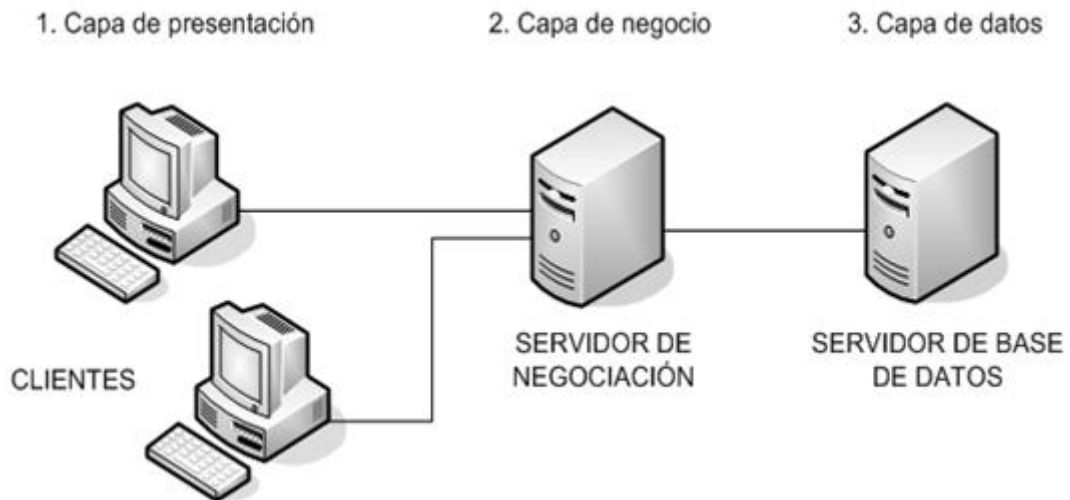 1. Capa de presentación
2. Capa de negocio
3. Capa de datos
CLIENTES
SERVIDOR DE
NEGOCIACIÓN
SERVIDOR DE BASE
DE DATOS